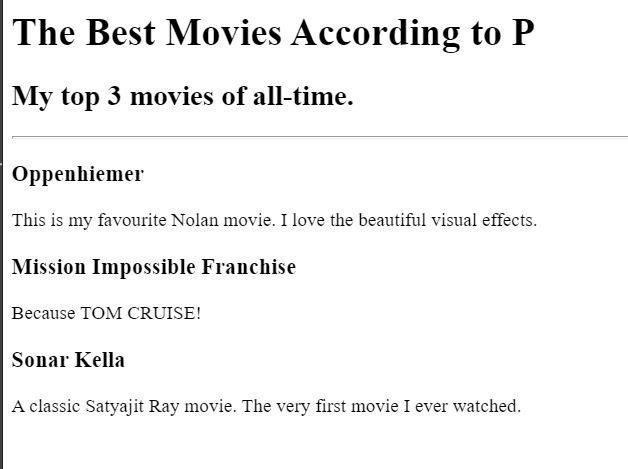 The Best Movies According to P
My top 3 movies of all-time.
Oppenhiemer
This is my favourite Nolan movie. I love the beautiful visual effects.
Mission Impossible Franchise
Because TOM CRUISE!
Sonar Kella
A classic Satyajit Ray movie. The very first movie I ever watched.